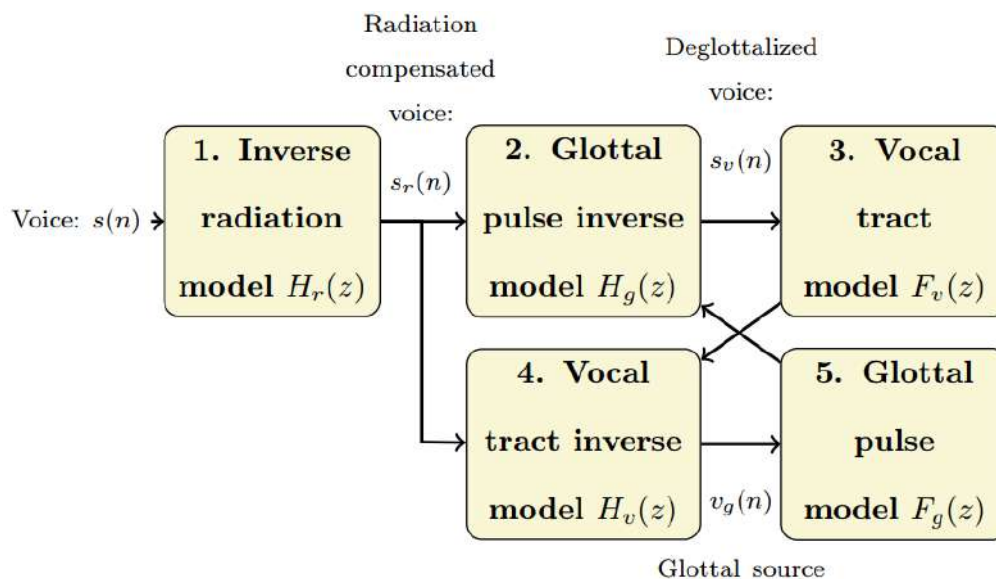 Radiation
compensated
voice:
Deglottalized
voice:
1. Inverse
radiation
model H_r(z)
2. Glottal
pulse inverse
model H_g(z)
3. Vocal
tract
model F_v(z)
Voice: s(n)
s_r(n)
s_v(n)
4. Vocal
tract inverse
model H_v(z)
5. Glottal
pulse
model F_g(z)
v_g(n)
Glottal source